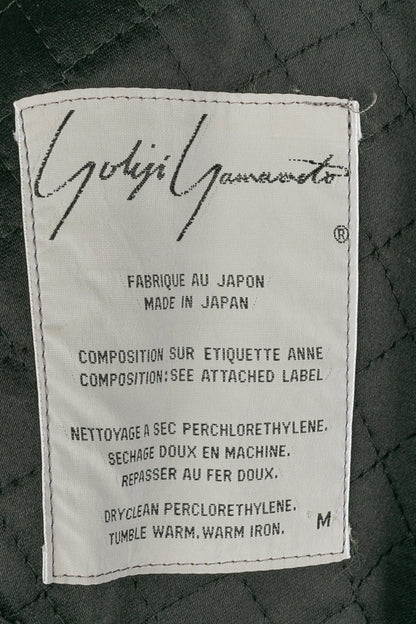 Yohji Yamamoto
®
FABRIQUE AU JAPON
MADE IN JAPAN
COMPOSITION SUR ETIQUETTE ANNE
COMPOSITION: SEE ATTACHED LABEL
NETTOYAGE A SEC PERCHLORETHYLENE.
SECHAGE DOUX EN MACHINE.
REPASSER AU FER DOUX.
DRYCLEAN PERCLORETHYLENE.
TUMBLE WARM. WARM IRON.
M